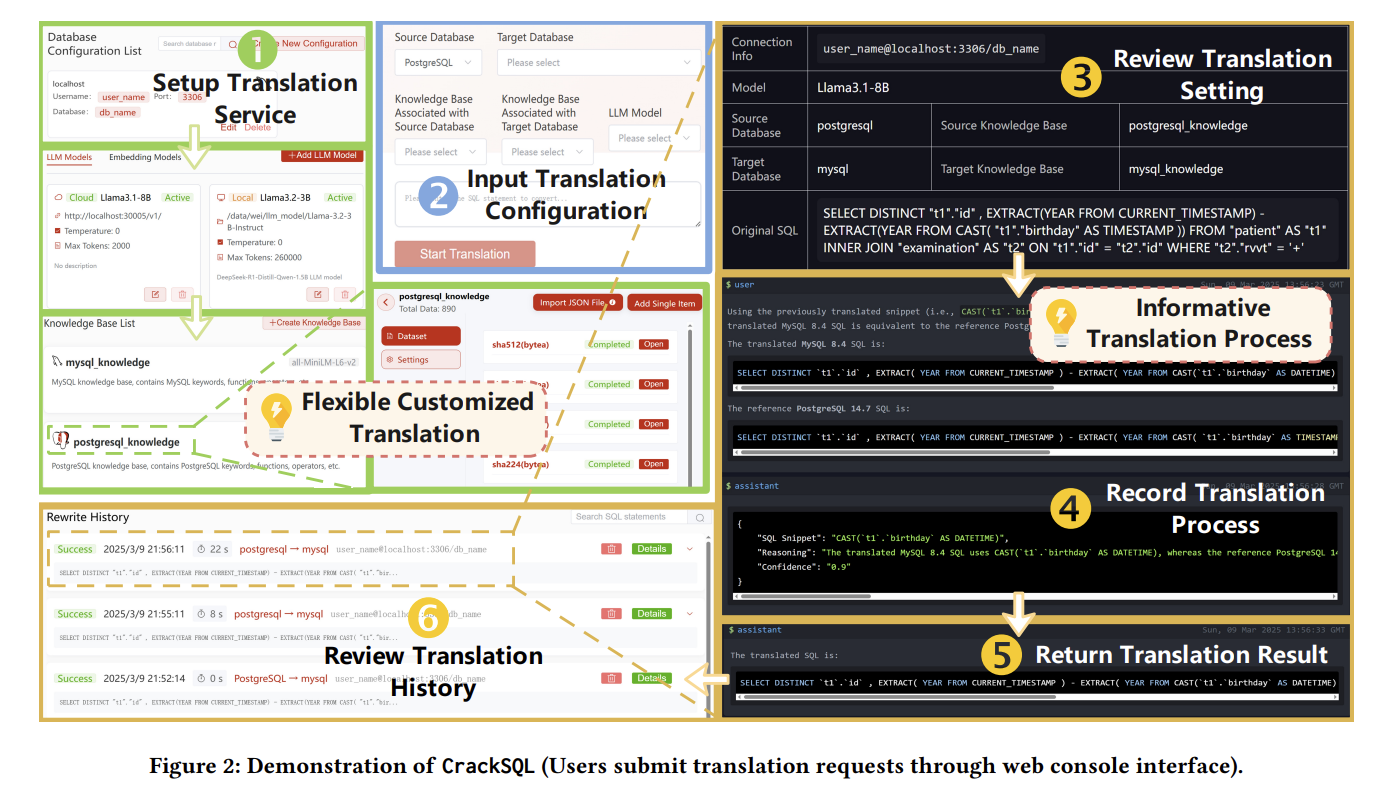 Database
Configuration List
Search database r
Create New Configuration
1
Setup Translation
Service
localhost
Username: user_name Port: 3306
Database: db_name
Edit Delete
LLM Models Embedding Models
+Add LLM Model
Cloud Llama3.1-8B Active
http://localhost:30005/v1/
Temperature: 0
Max Tokens: 2000
No description
Local Llama3.2-3B Active
/data/wei/llm_model/Llama-3.2-3
B-Instruct
Temperature: 0
Max Tokens: 260000
DeepSeek-R1-Distill-Qwen-1.5B LLM model
Knowledge Base List
+Create Knowledge Base
mysql_knowledge
all-MiniLM-L6-v2
MySQL knowledge base, contains MySQL keywords, functions
postgresql_knowledge
PostgreSQL knowledge base, contains PostgreSQL keywords, functions, operators, etc.
Flexible Customized
Translation
Source Database Target Database
PostgreSQL Please select
Knowledge Base
Associated with
Source Database
Please select
Knowledge Base
Associated with
Target Database
Please select
LLM Model
Please select
the SQL statement to convert...
2
Input Translation
Configuration
Start Translation
postgresql_knowledge
Total Data: 890
Import JSON File
Add Single Item
Dataset
Settings
sha512(bytea) Completed Open
Completed Open
Completed Open
sha224(bytea) Completed Open
Connection
Info
user_name@localhost:3306/db_name
3
Review Translation
Setting
Model Llama3.1-8B
Source
Database
postgresql Source Knowledge Base postgresql_knowledge
Target
Database
mysql Target Knowledge Base mysql_knowledge
Original SQL
SELECT DISTINCT "t1"."id" , EXTRACT(YEAR FROM CURRENT_TIMESTAMP) -
EXTRACT(YEAR FROM CAST( "t1"."birthday" AS TIMESTAMP )) FROM "patient" AS "t1"
INNER JOIN "examination" AS "t2" ON "t1"."id" = "t2"."id" WHERE "t2"."rvvt" = '+'
$ user
Sun, 09 Mar 2025 13:56:23 GMT
Informative
Translation Process
Using the previously translated snippet (i.e., CAST(`t1`.`bir
translated MySQL 8.4 SQL is equivalent to the reference Postg
The translated MySQL 8.4 SQL is:
SELECT DISTINCT `t1`.`id` , EXTRACT( YEAR FROM CURRENT_TIMESTAMP ) - EXTRACT( YEAR FROM CAST(`t1`.`birthday` AS DATETIME)
The reference PostgreSQL 14.7 SQL is:
SELECT DISTINCT `t1`.`id` , EXTRACT( YEAR FROM CURRENT_TIMESTAMP ) - EXTRACT( YEAR FROM CAST( `t1`.`birthday` AS TIMESTAMP
$ assistant
Sun, 09 Mar 2025 13:56:28 GMT
4
Record Translation
Process
{
"SQL Snippet": "CAST(`t1`.`birthday` AS DATETIME)",
"Reasoning": "The translated MySQL 8.4 SQL uses CAST(`t1`.`birthday` AS DATETIME), whereas the reference PostgreSQL 14
"Confidence": "0.9"
}
$ assistant
Sun, 09 Mar 2025 13:56:33 GMT
5
Return Translation Result
The translated SQL is:
SELECT DISTINCT `t1`.`id` , EXTRACT( YEAR FROM CURRENT_TIMESTAMP ) - EXTRACT( YEAR FROM CAST(`t1`.`birthday` AS DATETIME)
Rewrite History
Search SQL statements
Success 2025/3/9 21:56:11 22 s postgresql → mysql user_name@localhost:3306/db_name Details
SELECT DISTINCT "t1"."id" , EXTRACT(YEAR FROM CURRENT_TIMESTAMP) - EXTRACT(YEAR FROM CAST( "t1"."bir...
Success 2025/3/9 21:55:11 8 s postgresql → mysql user_name@localhost:3306/db_name Details
SELECT DISTINCT "t1"."id" , EXTRACT(YEAR FROM CURRENT_TIMESTAMP) - EXTRACT(YEAR FROM CAST( "t1"."bir...
6
Review Translation
History
Success 2025/3/9 21:52:14 0 s PostgreSQL → mysql user_name@localhost:3306/db_name Details
SELECT DISTINCT "t1"."id" , EXTRACT(YEAR FROM CURRENT_TIMESTAMP) - EXTRACT(YEAR FROM CAST( "t1"."bir...
Figure 2: Demonstration of CrackSQL (Users submit translation requests through web console interface).